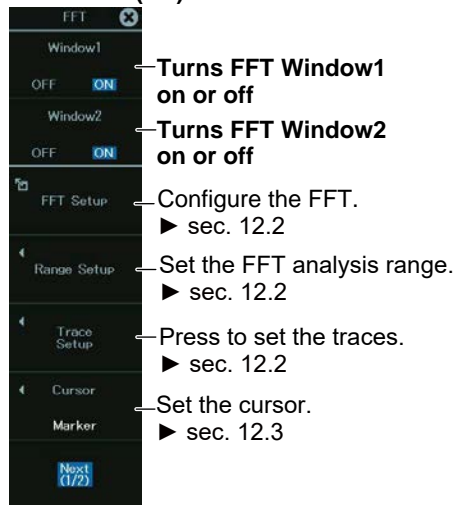 FFT
Window1
OFF ON
Turns FFT Window1
on or off
Window2
OFF ON
Turns FFT Window2
on or off
FFT Setup
Configure the FFT.
► sec. 12.2
Range Setup
Set the FFT analysis range.
► sec. 12.2
Trace
Setup
Press to set the traces.
► sec. 12.2
Cursor
Marker
Set the cursor.
► sec. 12.3
Next
(1/2)